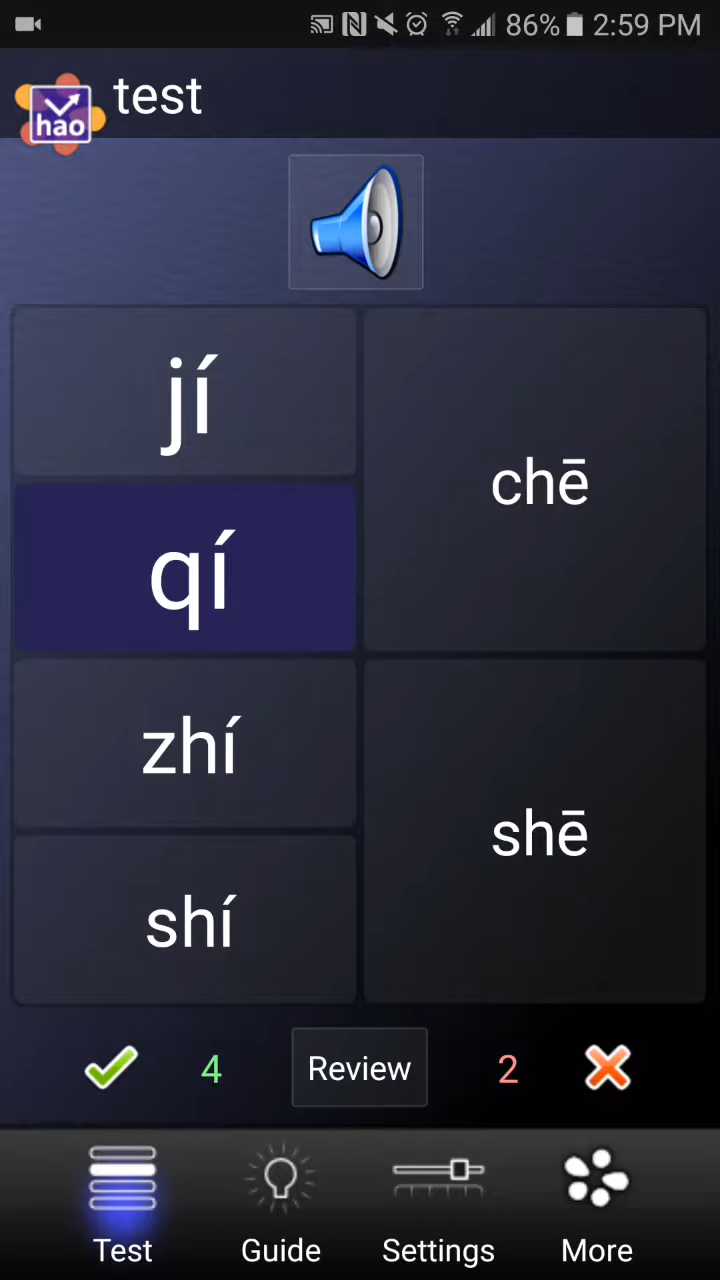 86% 2:59 PM
hao test
jí
qí
zhí
shí
chē
shē
4 Review 2
Test Guide Settings More